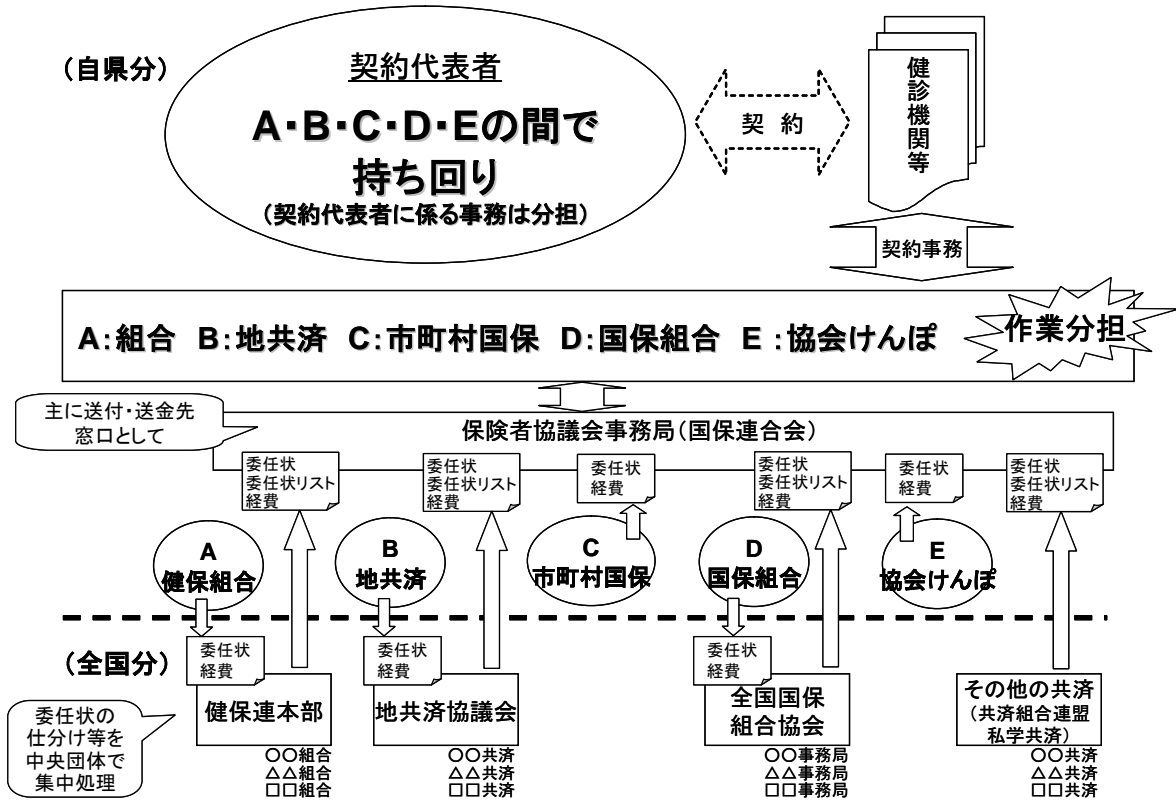 (自県分)
契約代表者
A・B・C・D・Eの間で
持ち回り
(契約代表者に係る事務は分担)
契 約
健診機関等
契約事務
A:組合 B:地共済 C:市町村国保 D:国保組合 E:協会けんぽ
作業分担
主に送付・送金先
窓口として
保険者協議会事務局(国保連合会)
委任状
委任状リスト
経費
委任状
委任状リスト
経費
委任状
経費
委任状
委任状リスト
経費
委任状
経費
委任状
委任状リスト
経費
A
健保組合
B
地共済
C
市町村国保
D
国保組合
E
協会けんぽ
(全国分)
委任状
経費
委任状
経費
委任状
経費
健保連本部
地共済協議会
全国国保
組合協会
その他の共済
(共済組合連盟
私学共済)
委任状の
仕分け等を
中央団体で
集中処理
○○組合
△△組合
□□組合
○○共済
△△共済
□□共済
○○事務局
△△事務局
□□事務局
○○共済
△△共済
□□共済